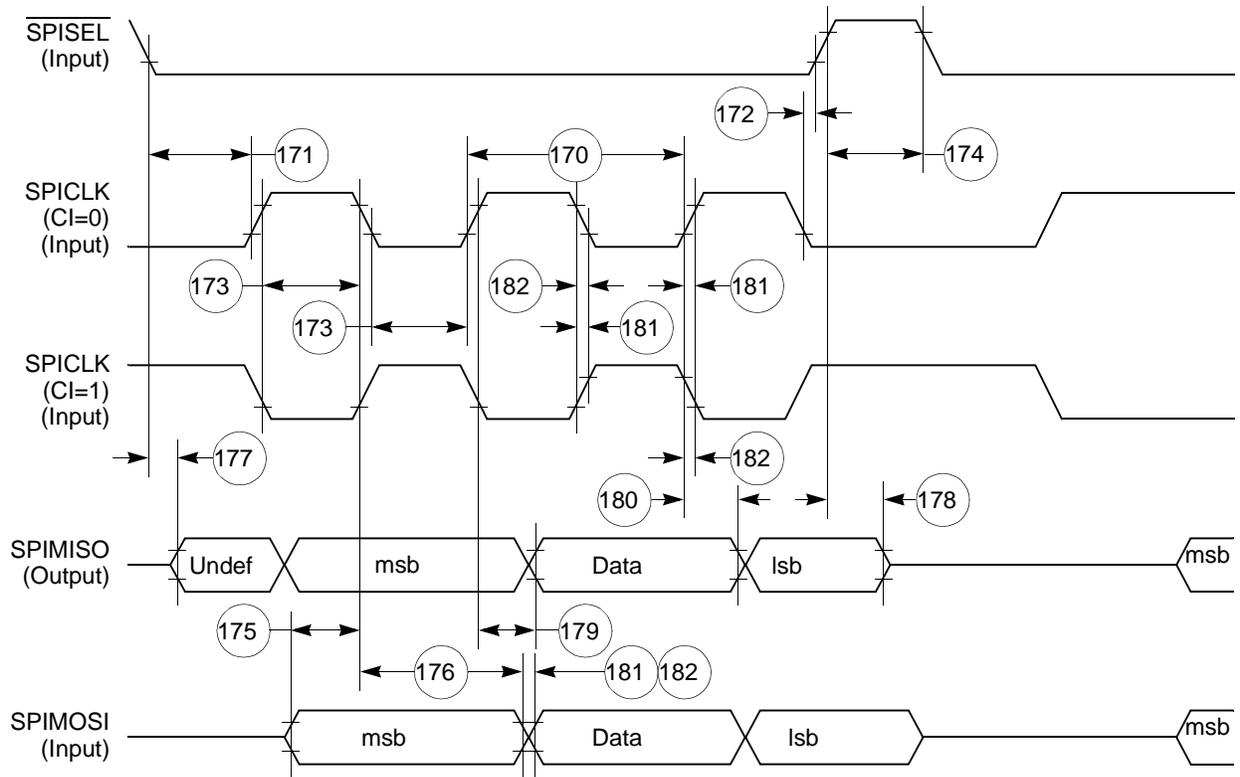 SPISEL
(Input)
172
171
170
174
SPICLK
(CI=0)
(Input)
173
182
181
173
181
SPICLK
(CI=1)
(Input)
177
182
180
178
SPIMISO
(Output)
Undef
msb
Data
lsb
msb
175
179
176
181
182
SPIMOSI
(Input)
msb
Data
lsb
msb